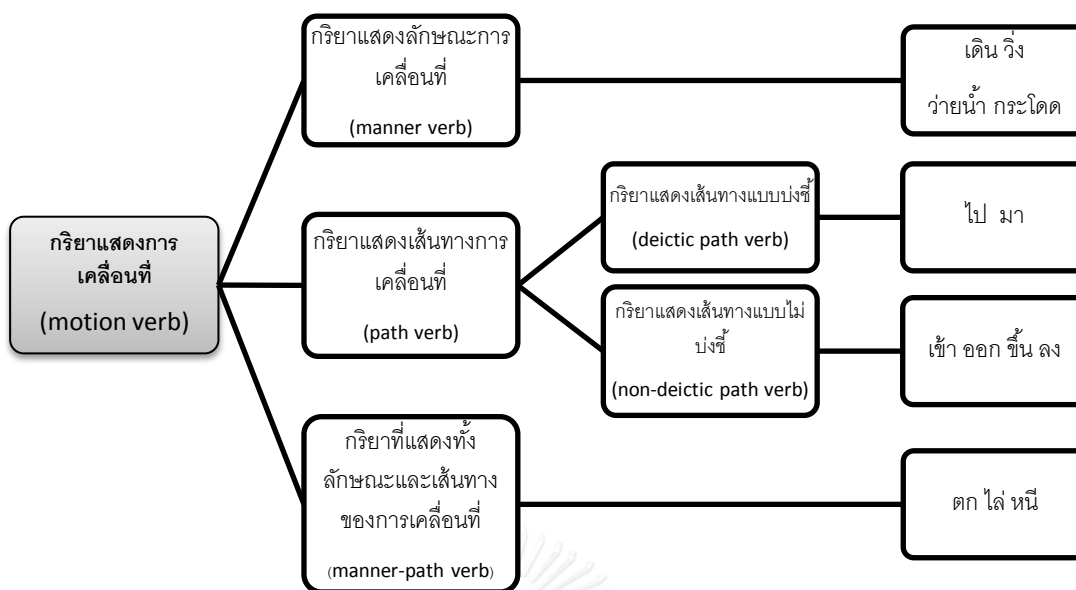 กริยาแสดงการ
เคลื่อนที่
(motion verb)
กริยาแสดงลักษณะการ
เคลื่อนที่
(manner verb)
เดิน วิ่ง
ว่ายน้ำ กระโดด
กริยาแสดงเส้นทางการ
เคลื่อนที่
(path verb)
กริยาแสดงเส้นทางแบบบ่งชี้
(deictic path verb)
ไป มา
กริยาแสดงเส้นทางแบบไม่
บ่งชี้
(non-deictic path verb)
เข้า ออก ขึ้น ลง
กริยาที่แสดงทั้ง
ลักษณะและเส้นทาง
ของการเคลื่อนที่
(manner-path verb)
ตก ไล่ หนี